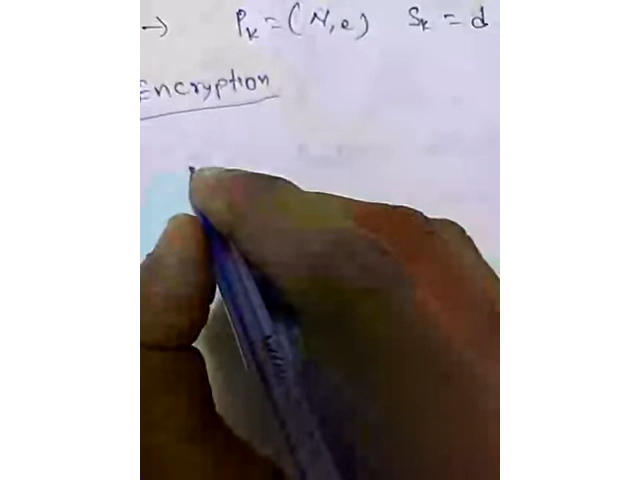 → Pk = (N, e) Sk = d
Encryption